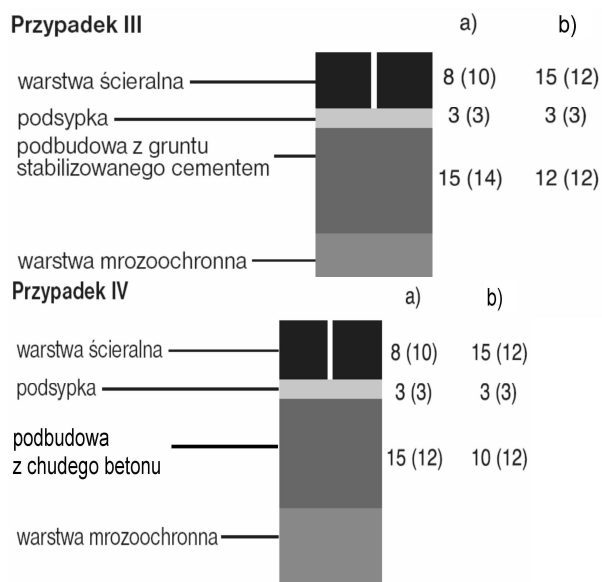 Przypadek III
a) b)
warstwa ścieralna 8 (10) 15 (12)
podsypka 3 (3) 3 (3)
podbudowa z gruntu
stabilizowanego cementem 15 (14) 12 (12)
warstwa mrozoochronna
Przypadek IV
a) b)
warstwa ścieralna 8 (10) 15 (12)
podsypka 3 (3) 3 (3)
podbudowa
z chudego betonu 15 (12) 10 (12)
warstwa mrozoochronna